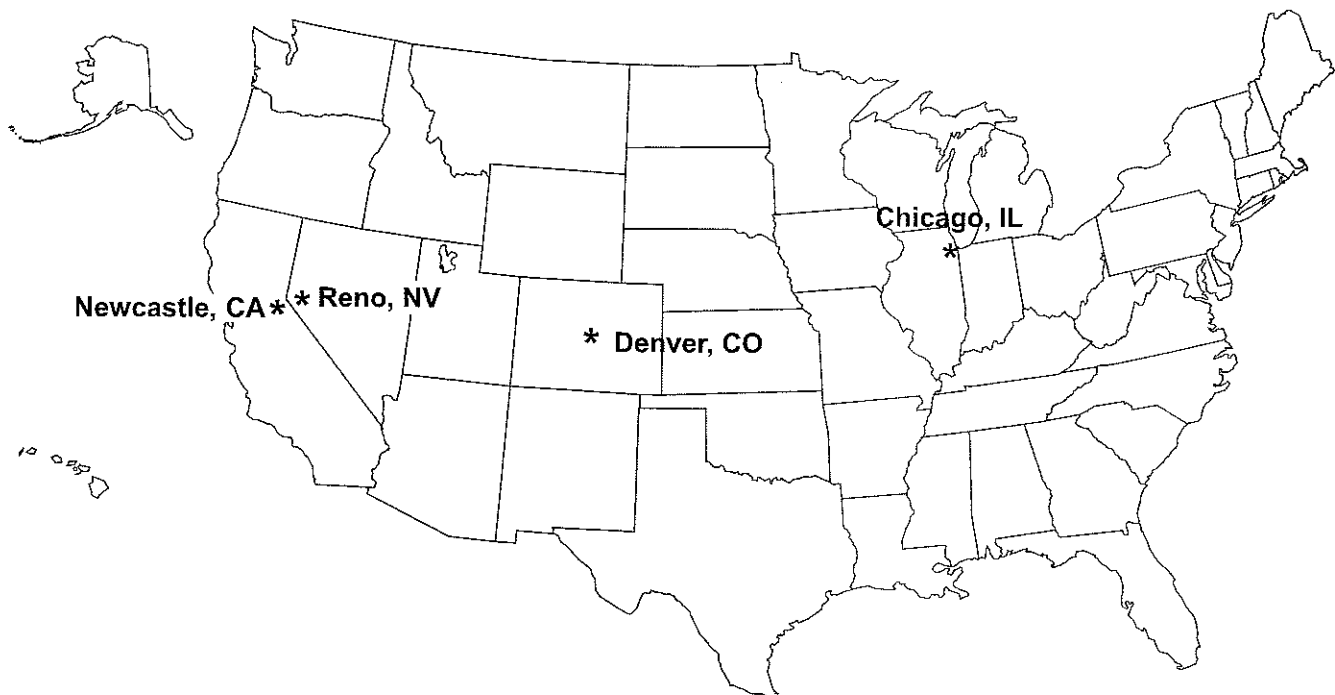 Chicago, IL
Newcastle, CA* * Reno, NV
* Denver, CO
*